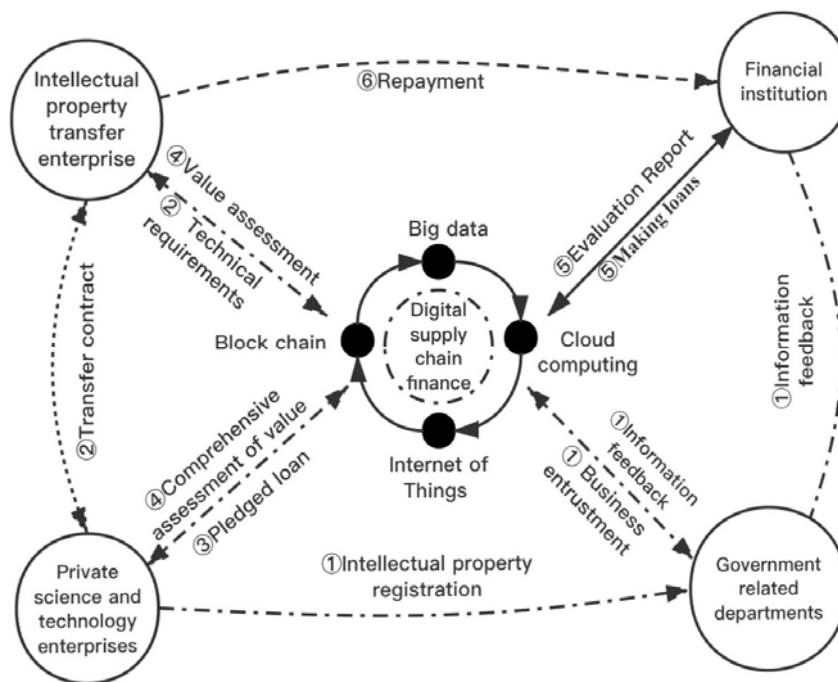 Intellectual
property
transfer
enterprise
⑥Repayment
Financial
institution
④Value assessment
② Technical
requirements
⑤Evaluation Report
⑤Making loans
Big data
Block chain
Digital
supply
chain
finance
Cloud
computing
Internet of
Things
②Transfer contract
①Information
feedback
④Comprehensive
assessment of value
③Pledged loan
①Information
feedback
① Business
entrustment
①Intellectual property
registration
Private
science and
technology
enterprises
Government
related
departments